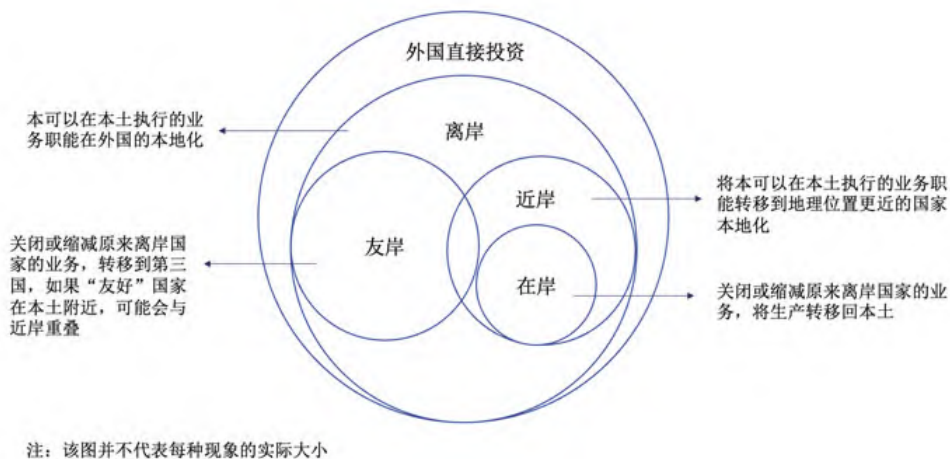 外国直接投资
本可以在本土执行的业
务职能在外国的本地化
离岸
近岸
将本可以在本土执行的业务职
能转移到地理位置更近的国家
本地化
关闭或缩减原来离岸国
家的业务，转移到第三
国，如果“友好”国家
在本土附近，可能会与
近岸重叠
友岸
在岸
关闭或缩减原来离岸国家的业
务，将生产转移回本土
注：该图并不代表每种现象的实际大小